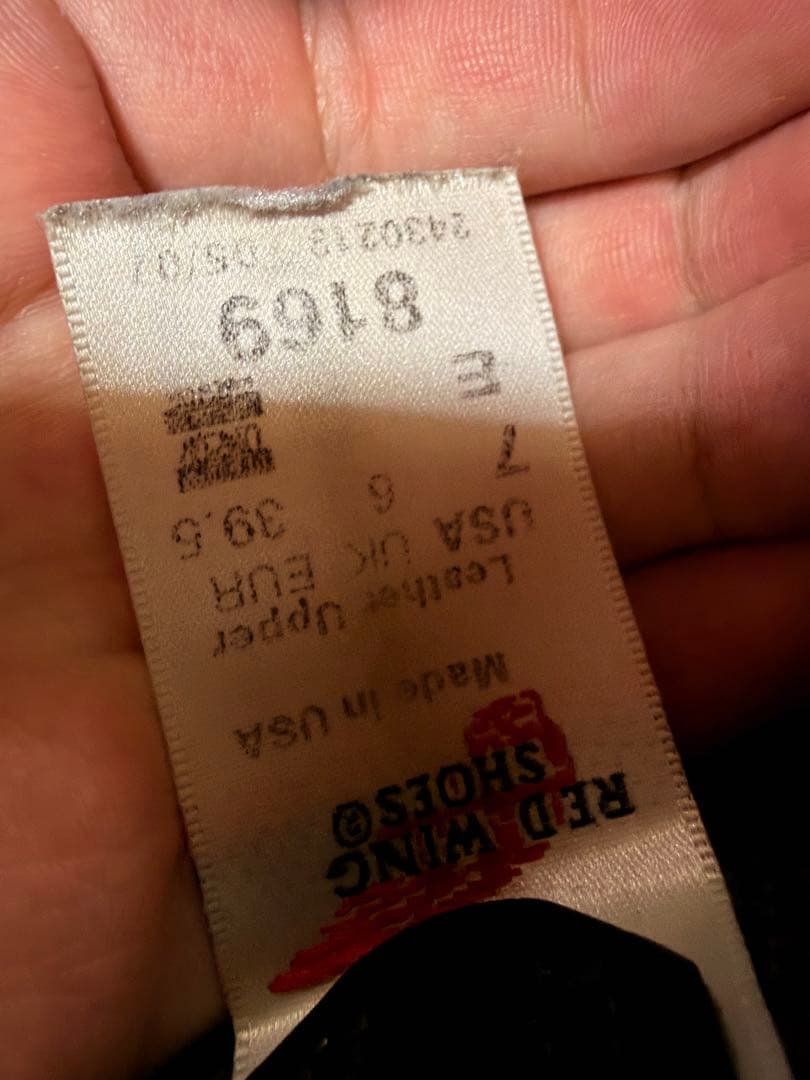 RED WING
SHOES®
Made in USA
Leather Upper
USA UK EUR
7 6 39.5
E
8169
2430213 05/07